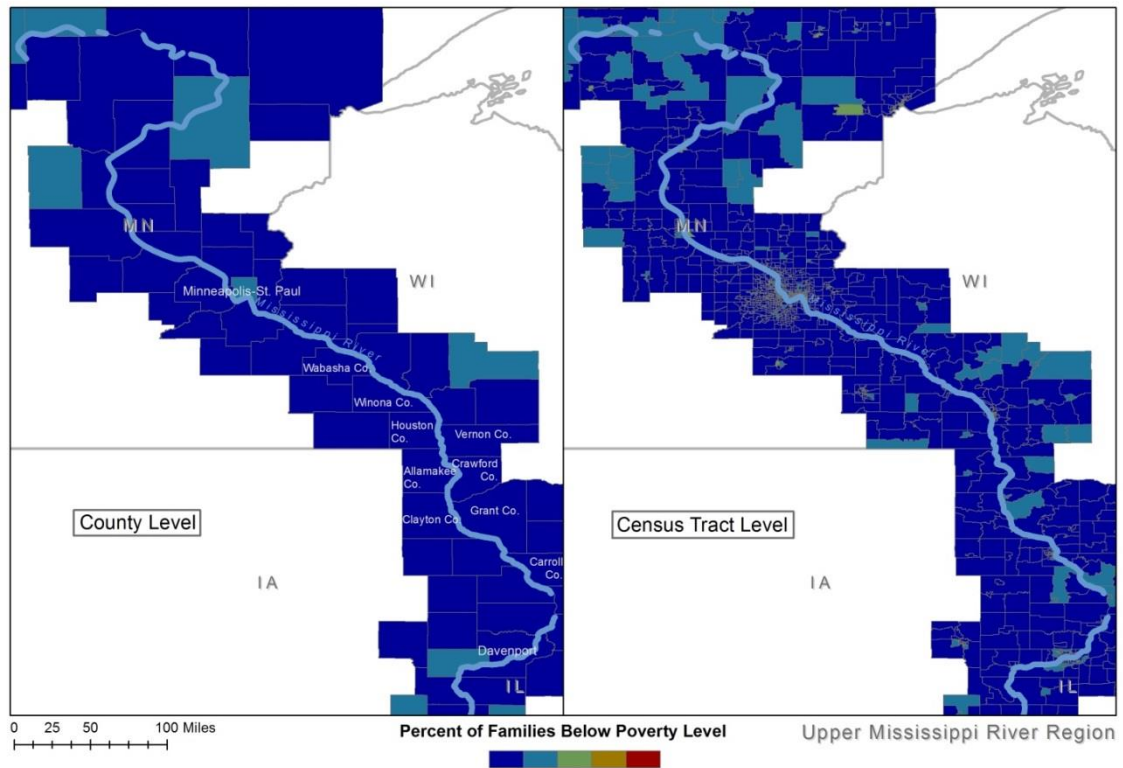 MN
WI
Minneapolis-St. Paul
Mississippi River
Wabasha Co.
Winona Co.
Houston
Co.
Vernon Co.
Allamakee
Co.
Crawford
Co.
Clayton Co.
Grant Co.
County Level
Carroll
Co.
IA
Davenport
IL
MN
WI
Mississippi River
Census Tract Level
IA
IL
0 25 50 100 Miles
Percent of Families Below Poverty Level
Upper Mississippi River Region